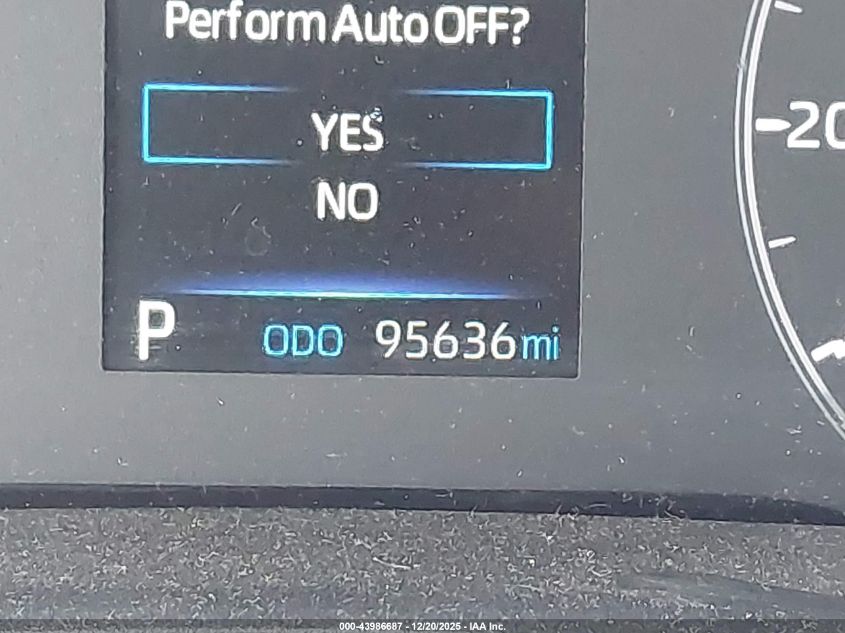 Perform Auto OFF?
YES
-20
NO
P ODO 95636mi
000-43986687 - 12/20/2025 - IAA Inc.